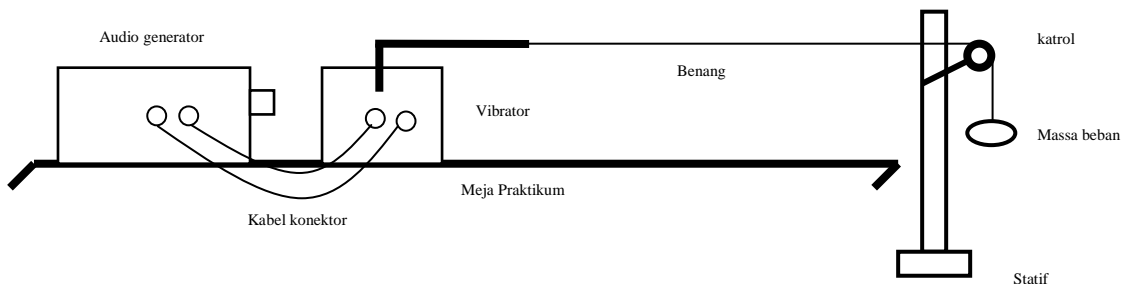 Audio generator
katrol
Benang
Vibrator
Massa beban
Meja Praktikum
Kabel konektor
Statif